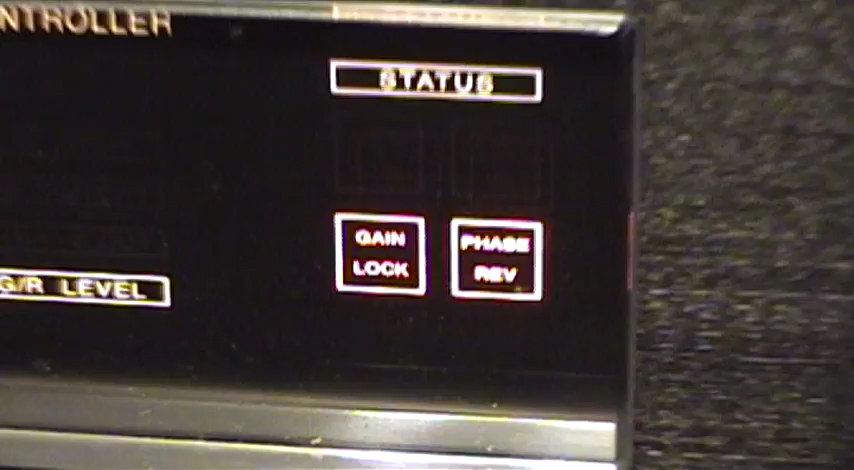 NTROLLER
STATUS
GAIN
LOCK
PHASE
REV
G/R LEVEL